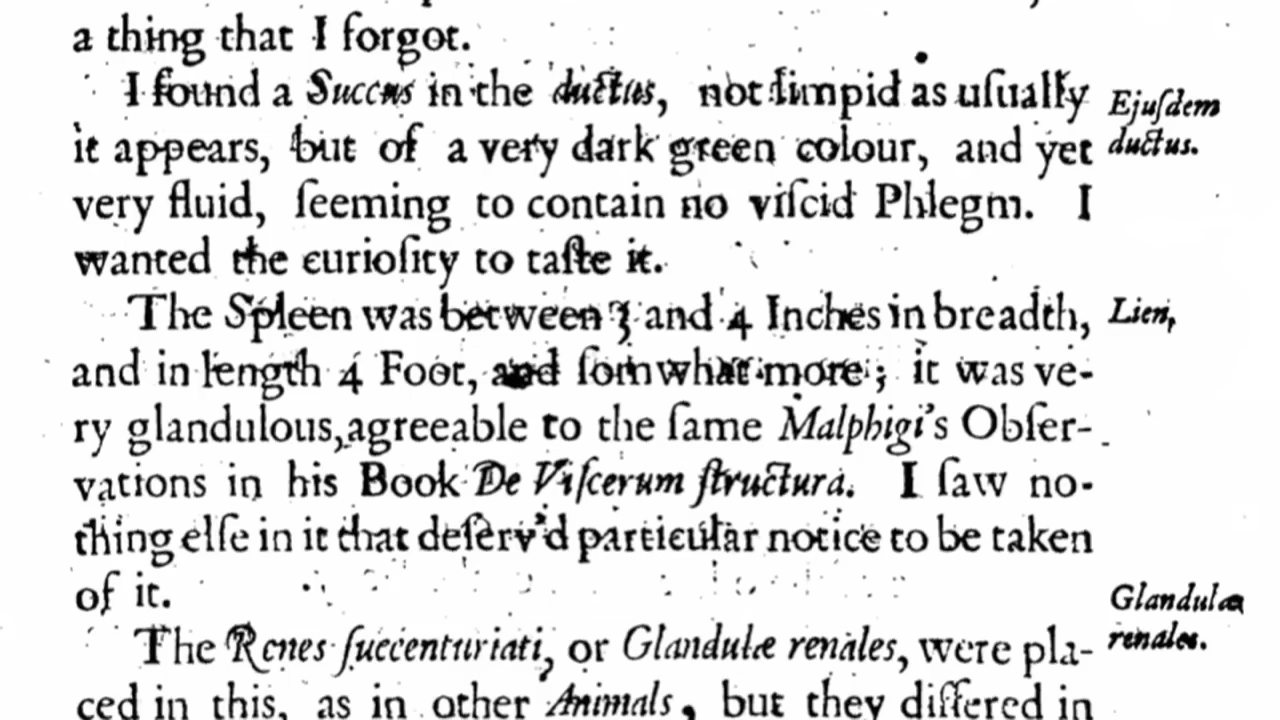 a thing that I forgot.
I found a Succus in the ductus, not limpid as uſually
Ejuſdem
it appears, but of a very dark green colour, and yet
ductus.
very fluid, ſeeming to contain no viſcid Phlegm. I
wanted the curioſity to taſte it.
The Spleen was between 3 and 4 Inches in breadth,
Lien,
and in length 4 Foot, and ſomwhat more; it was ve-
ry glandulous, agreeable to the ſame Malphigi's Obſer-
vations in his Book De Viſcerum ſtructura. I ſaw no-
thing elſe in it that deſerv'd particular notice to be taken
of it.
Glandulæ
The Renes ſuccenturiati, or Glandulæ renales, were pla-
renales.
ced in this, as in other Animals, but they differed in